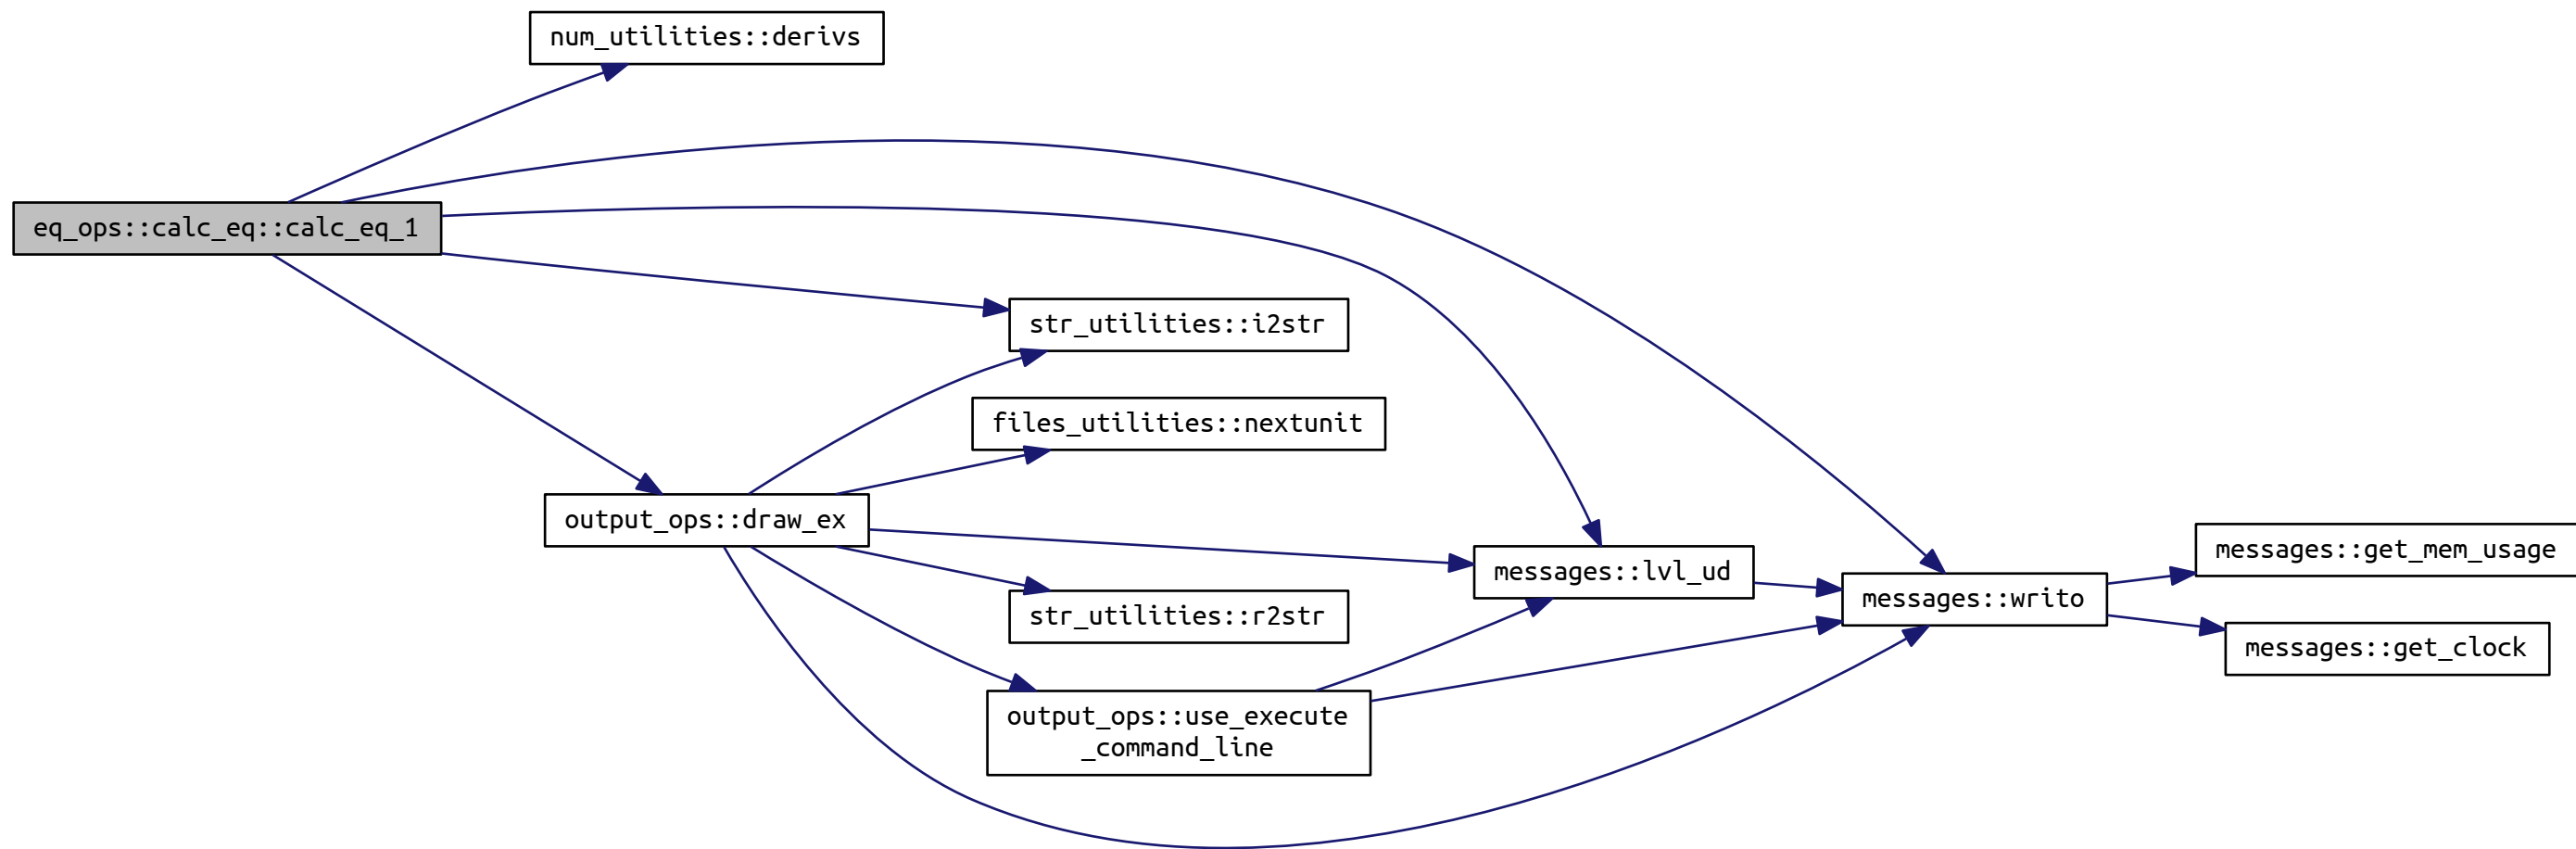 num_utilities::derivs
eq_ops::calc_eq::calc_eq_1
str_utilities::i2str
files_utilities::nextunit
output_ops::draw_ex
messages::get_mem_usage
messages::lvl_ud
messages::writo
str_utilities::r2str
messages::get_clock
output_ops::use_execute
_command_line